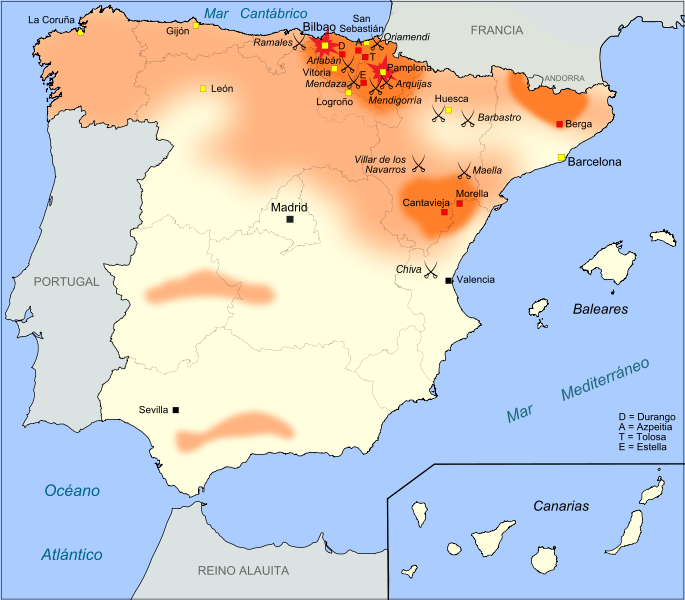 Mar Cantábrico
La Coruña
Gijón
Bilbao
San
Sebastián
FRANCIA
Ramales
D
A
Oriamendi
T
Arlabán
Vitoria
Pamplona
ANDORRA
León
Mendaza
E
Arquijas
Logroño
Mendigorría
Huesca
Barbastro
Berga
Barcelona
Villar de los
Navarros
Maella
Morella
Cantavieja
Madrid
Chiva
Valencia
PORTUGAL
Baleares
Mar Mediterráneo
Sevilla
D = Durango
A = Azpeitia
T = Tolosa
E = Estella
Océano
Atlántico
Canarias
REINO ALAUITA